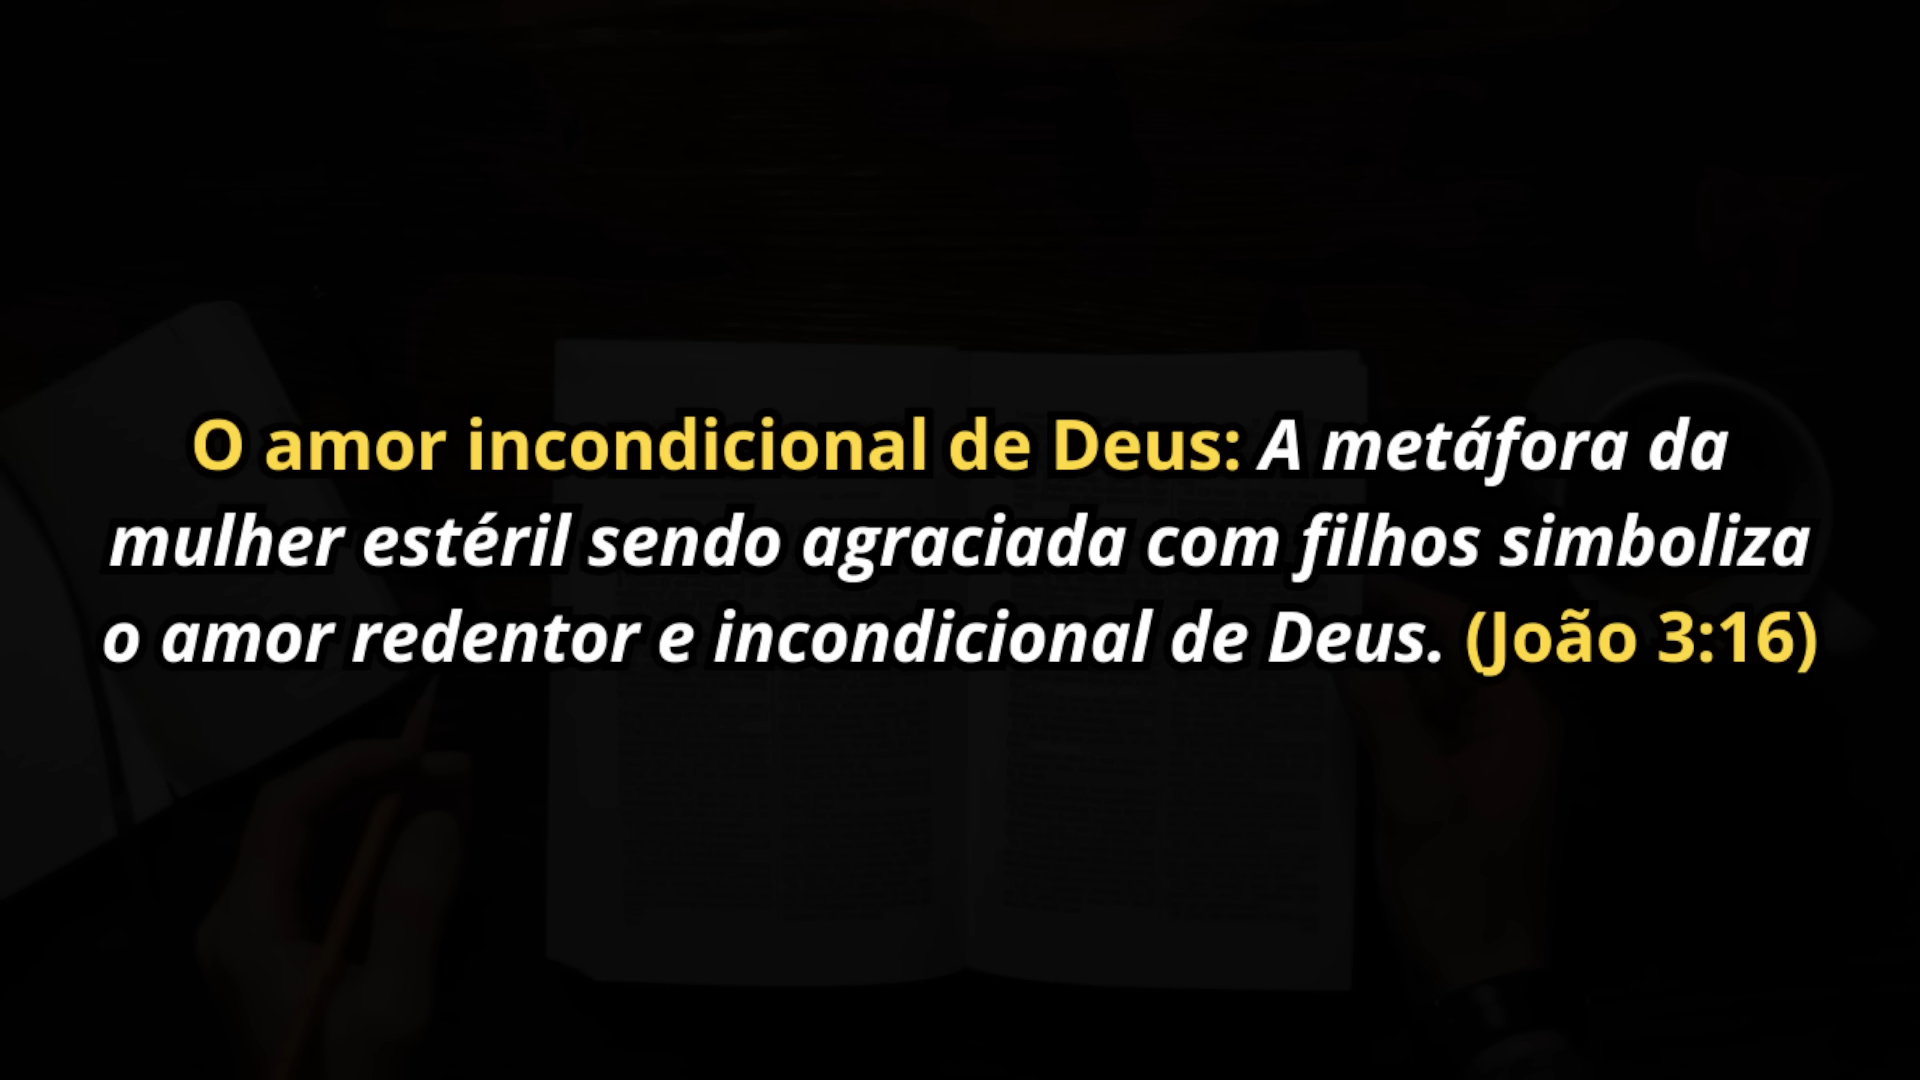 O amor incondicional de Deus: A metáfora da
mulher estéril sendo agraciada com filhos simboliza
o amor redentor e incondicional de Deus. (João 3:16)